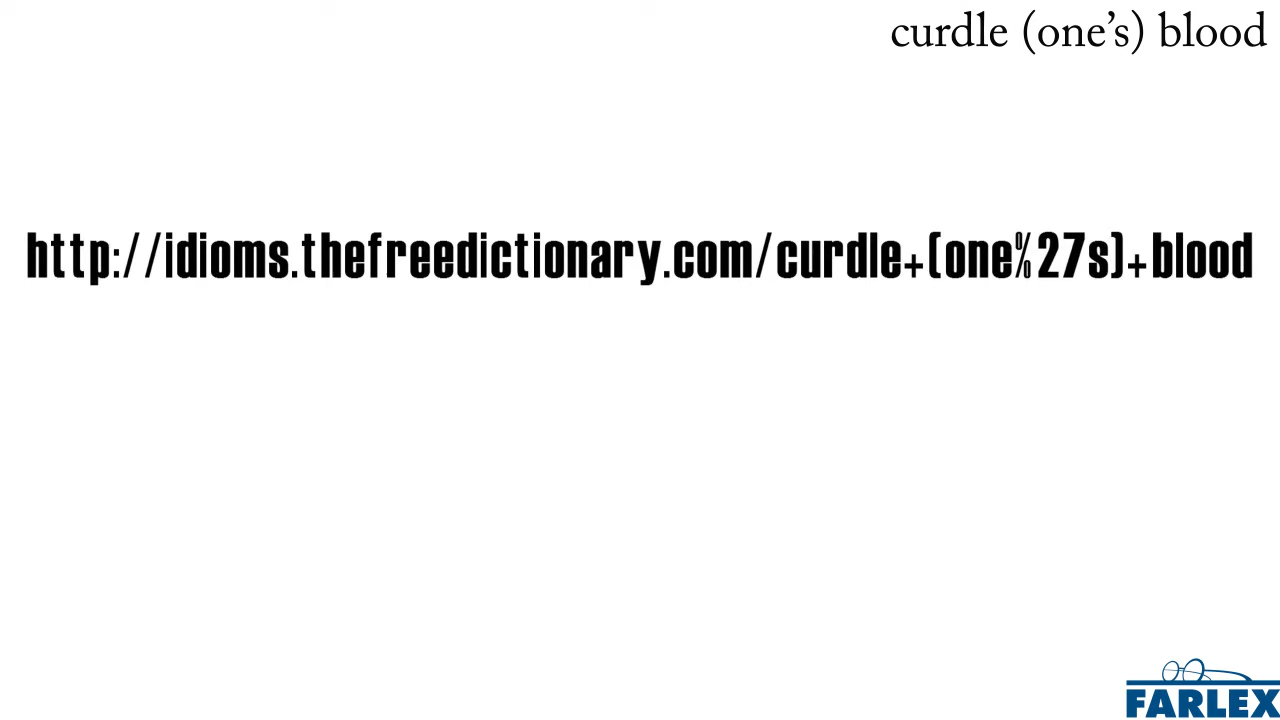 curdle (one’s) blood
http://idioms.thefreedictionary.com/curdle+(one%27s)+blood
FARLEX